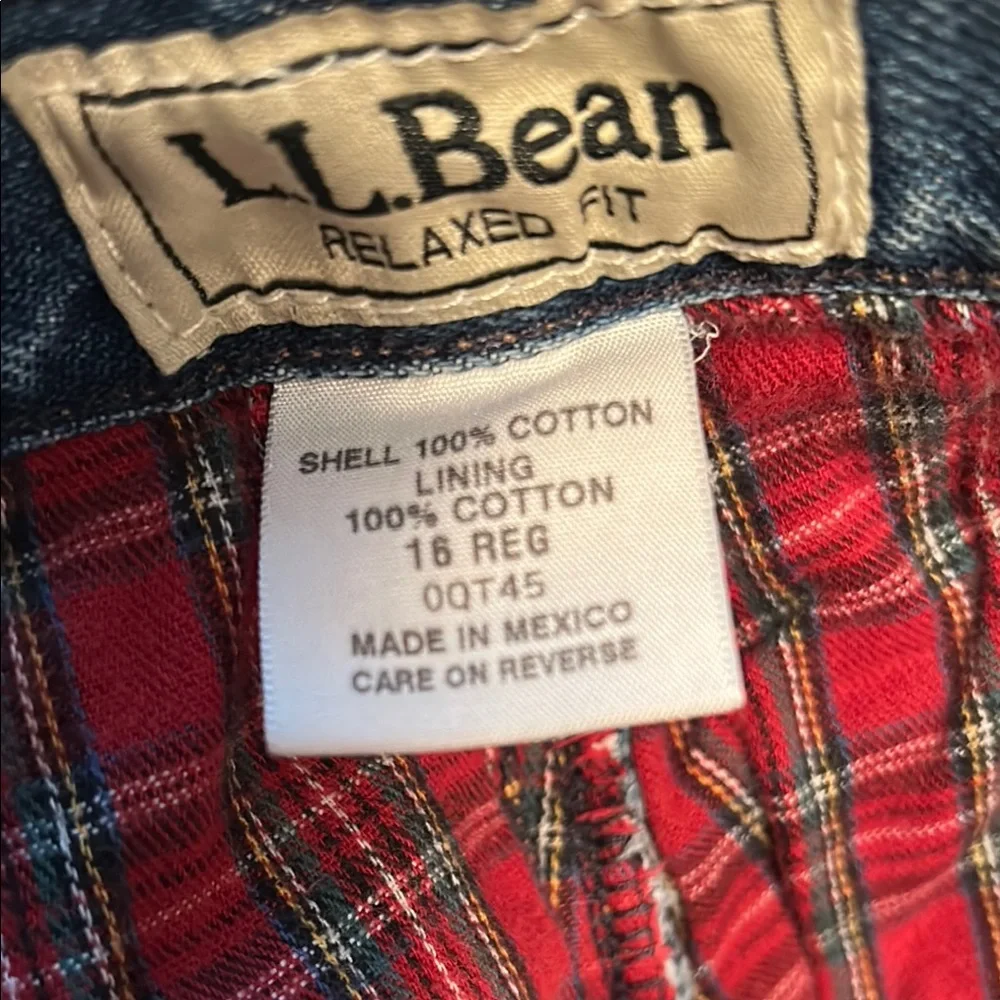 L.L.Bean
RELAXED FIT
SHELL 100% COTTON
LINING
100% COTTON
16 REG
0QT45
MADE IN MEXICO
CARE ON REVERSE